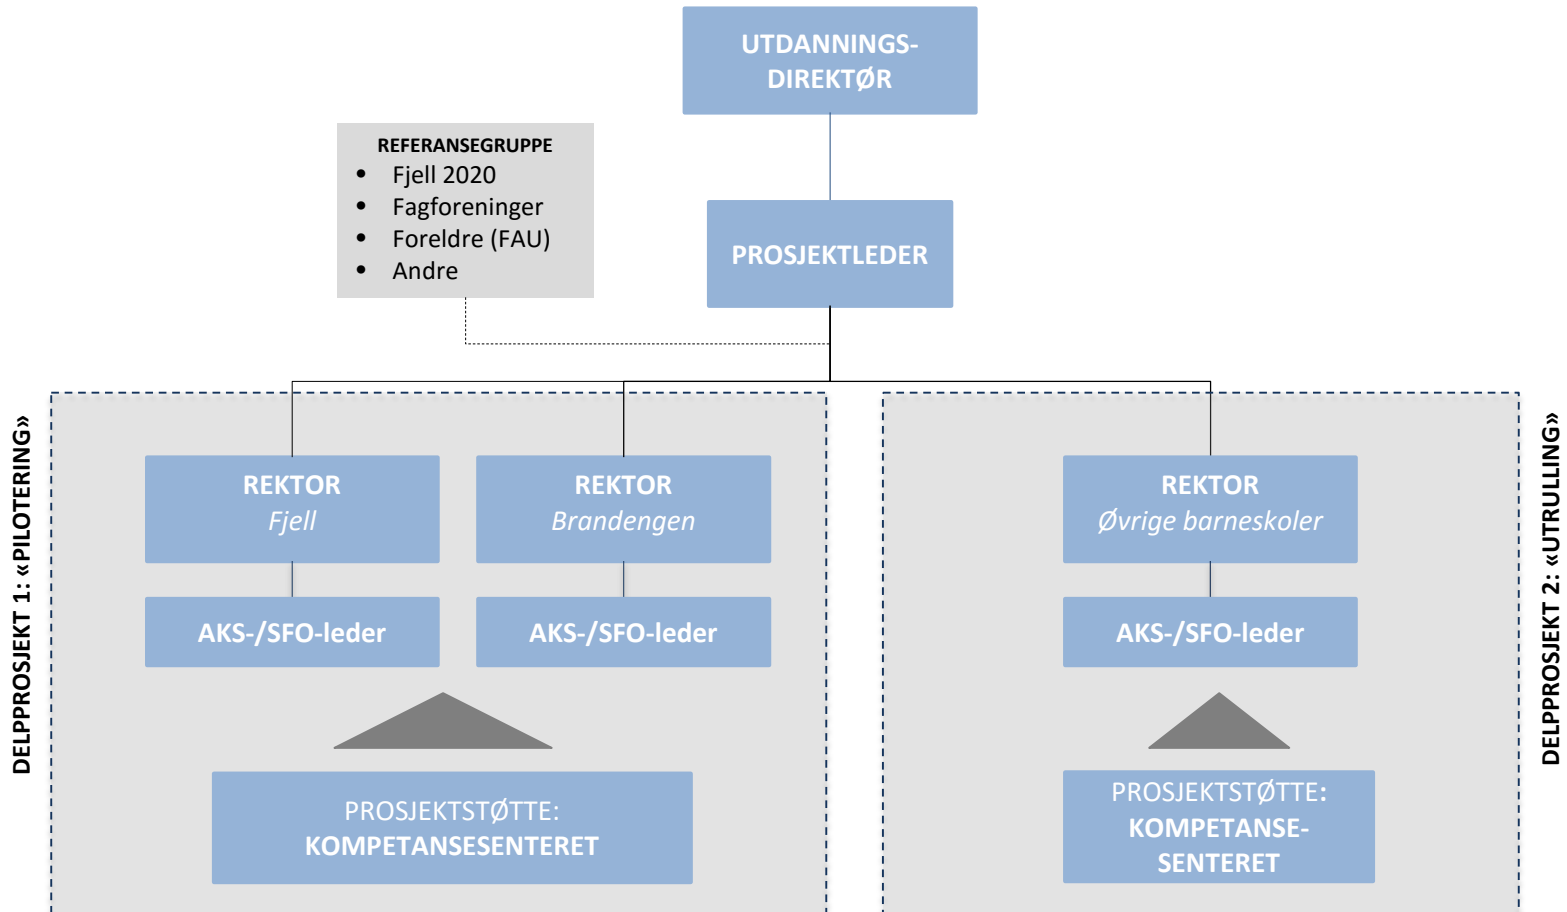 UTDANNINGS-
DIREKTØR
REFERANSEGRUPPE
• Fjell 2020
• Fagforeninger
• Foreldre (FAU)
• Andre
PROSJEKTLEDER
DELPPROSJEKT 1: «PILOTERING»
REKTOR
Fjell
REKTOR
Brandengen
AKS-/SFO-leder
AKS-/SFO-leder
PROSJEKTSTØTTE:
KOMPETANSESENTERET
REKTOR
Øvrige barneskoler
AKS-/SFO-leder
PROSJEKTSTØTTE:
KOMPETANSE-
SENTERET
DELPPROSJEKT 2: «UTRULLING»